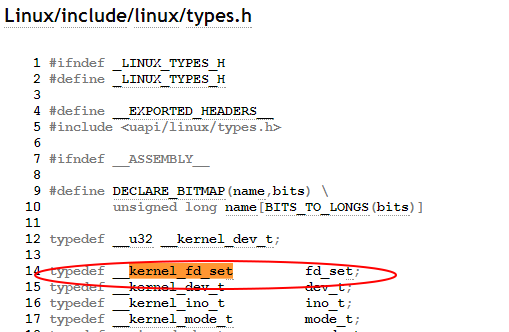 Linux/include/linux/types.h
1 #ifndef _LINUX_TYPES_H
2 #define _LINUX_TYPES_H
3
4 #define __EXPORTED_HEADERS__
5 #include <uapi/linux/types.h>
6
7 #ifndef __ASSEMBLY__
8
9 #define DECLARE_BITMAP(name,bits) \
10 unsigned long name[BITS_TO_LONGS(bits)]
11
12 typedef __u32 __kernel_dev_t;
13
14 typedef __kernel_fd_set fd_set;
15 typedef __kernel_dev_t dev_t;
16 typedef __kernel_ino_t ino_t;
17 typedef __kernel_mode_t mode_t;